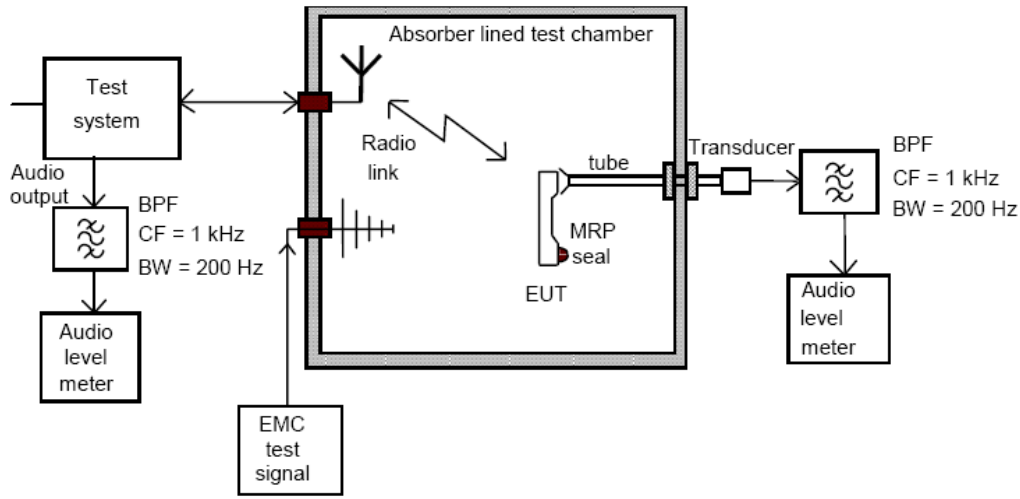 Absorber lined test chamber
Test
system
Radio
link
Audio
output
BPF
CF = 1 kHz
BW = 200 Hz
Audio
level
meter
EMC
test
signal
tube
Transducer
MRP
seal
EUT
BPF
CF = 1 kHz
BW = 200 Hz
Audio
level
meter